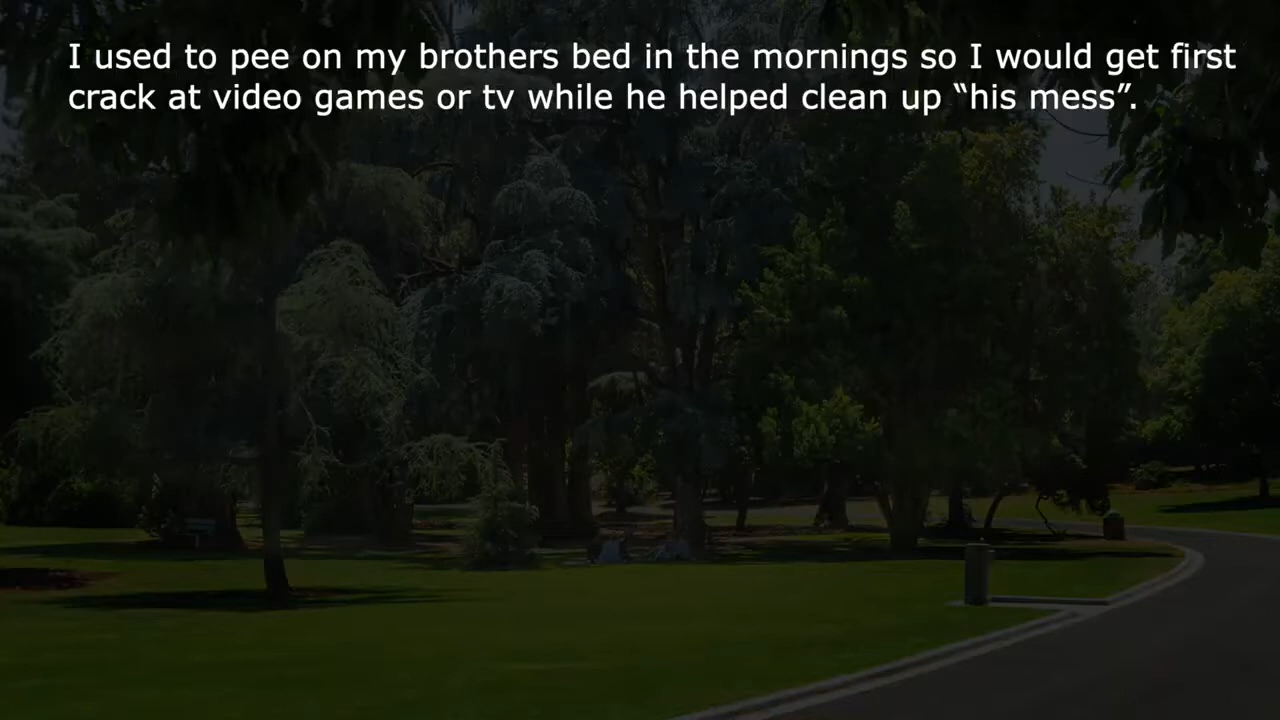 I used to pee on my brothers bed in the mornings so I would get first
crack at video games or tv while he helped clean up “his mess”.